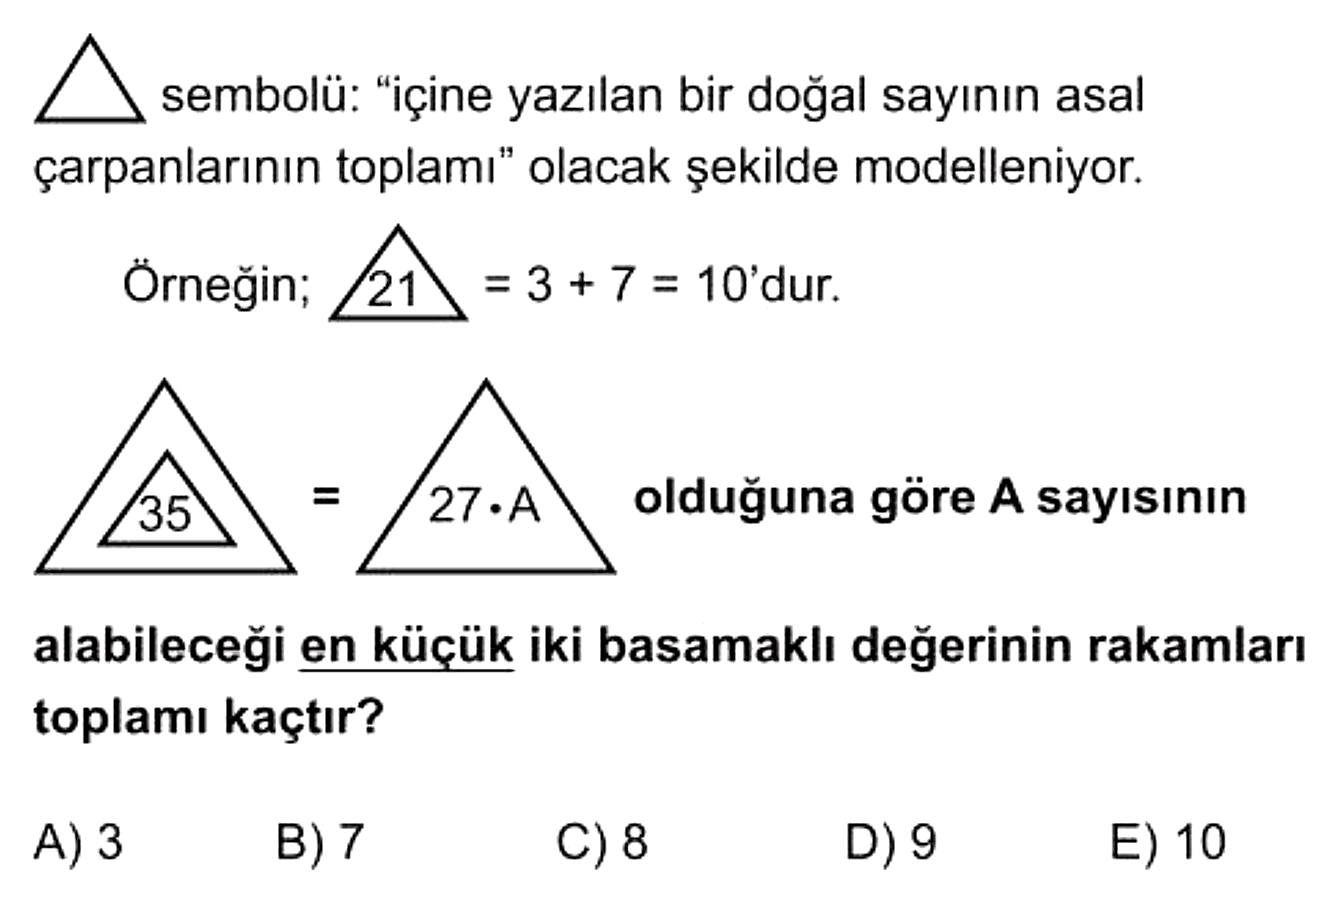 sembolü: “içine yazılan bir doğal sayının asal
çarpanlarının toplamı” olacak şekilde modelleniyor.
Örneğin; 21 = 3 + 7 = 10’dur.
35 = 27·A olduğuna göre A sayısının
alabileceği en küçük iki basamaklı değerinin rakamları
toplamı kaçtır?
A) 3 B) 7 C) 8 D) 9 E) 10